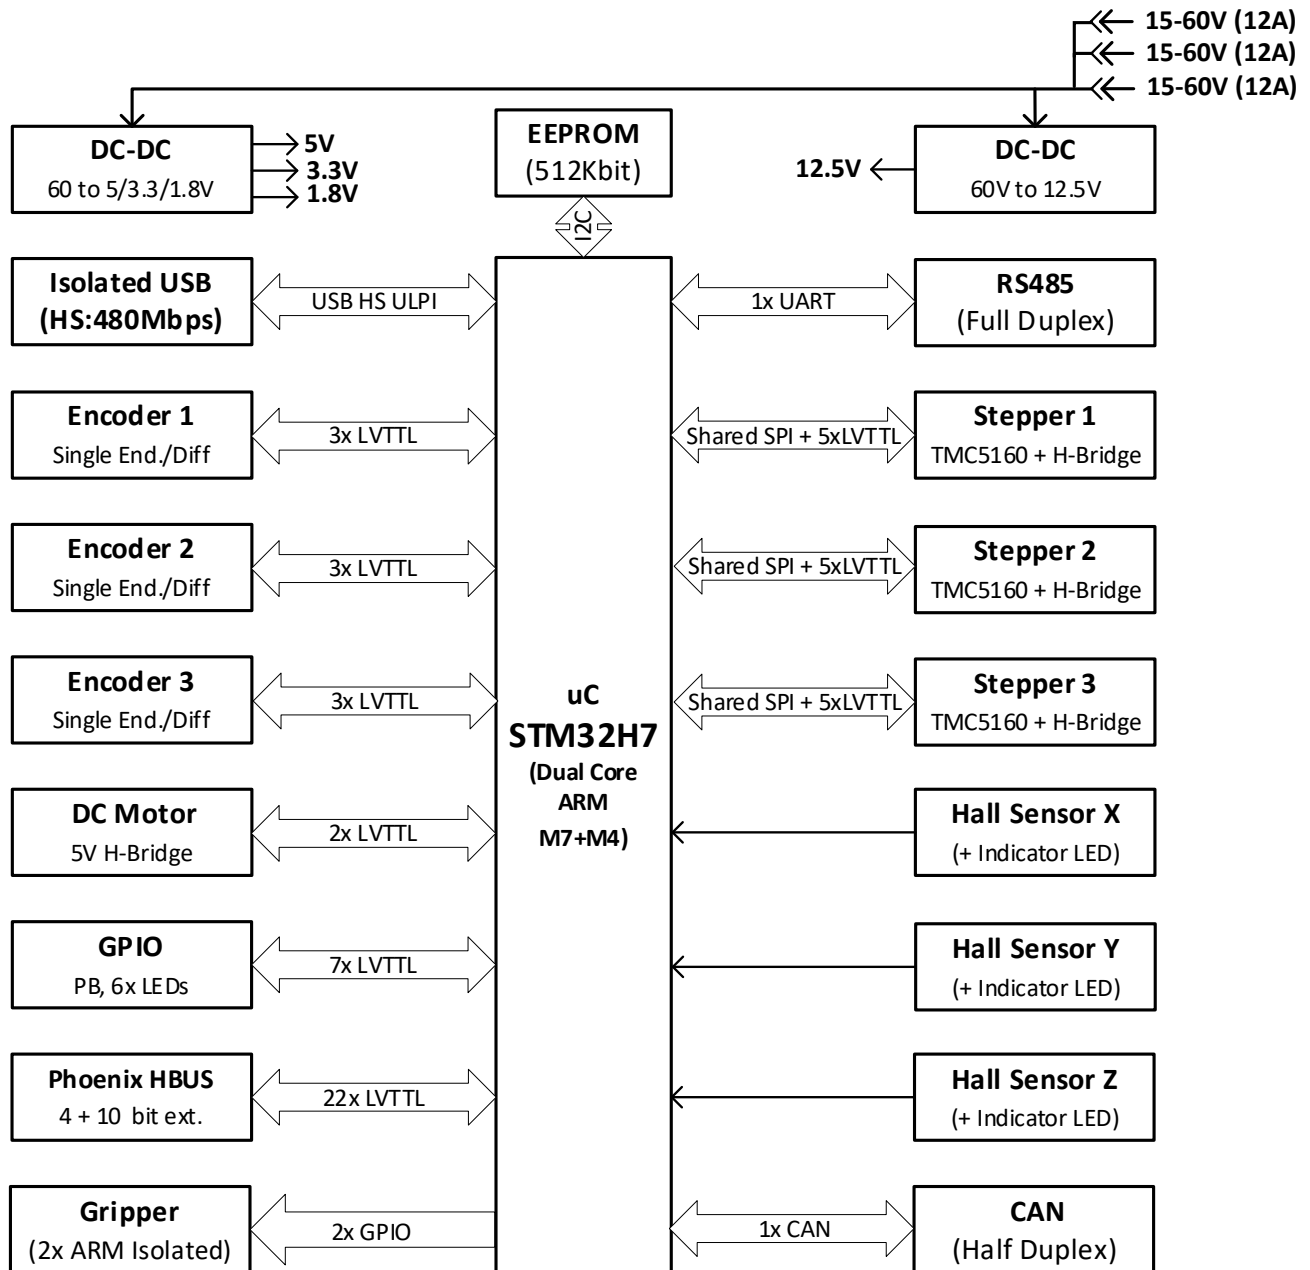 15-60V (12A)
15-60V (12A)
15-60V (12A)
DC-DC
60 to 5/3.3/1.8V
5V
3.3V
1.8V
EEPROM
(512Kbit)
12.5V
DC-DC
60V to 12.5V
I2C
Isolated USB
(HS:480Mbps)
USB HS ULPI
1x UART
RS485
(Full Duplex)
Encoder 1
Single End./Diff
3x LVTTL
Shared SPI + 5xLVTTL
Stepper 1
TMC5160 + H-Bridge
Encoder 2
Single End./Diff
3x LVTTL
Shared SPI + 5xLVTTL
Stepper 2
TMC5160 + H-Bridge
Encoder 3
Single End./Diff
3x LVTTL
uC
STM32H7
(Dual Core
ARM
M7+M4)
Shared SPI + 5xLVTTL
Stepper 3
TMC5160 + H-Bridge
DC Motor
5V H-Bridge
2x LVTTL
Hall Sensor X
(+ Indicator LED)
GPIO
PB, 6x LEDs
7x LVTTL
Hall Sensor Y
(+ Indicator LED)
Phoenix HBUS
4 + 10 bit ext.
22x LVTTL
Hall Sensor Z
(+ Indicator LED)
Gripper
(2x ARM Isolated)
2x GPIO
1x CAN
CAN
(Half Duplex)